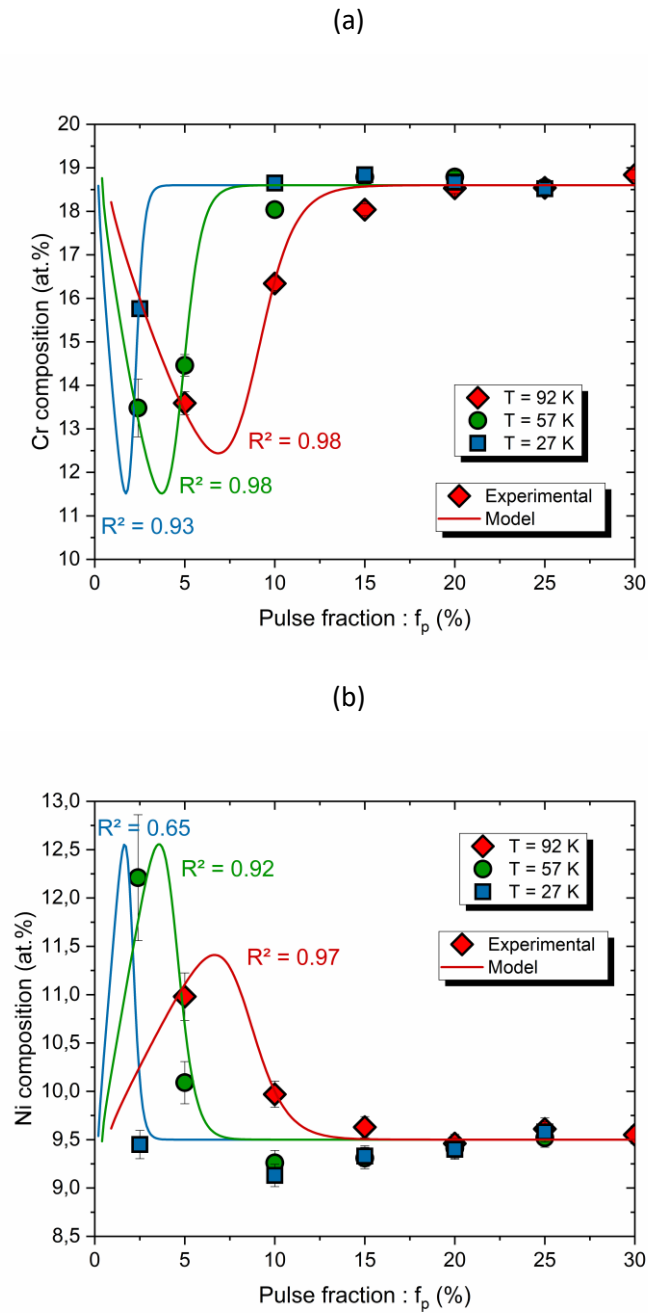 (a)
20
19
18
17
16
15
14
13
12
11
10
Cr composition (at.%)
R² = 0.98
R² = 0.98
R² = 0.93
T = 92 K
T = 57 K
T = 27 K
Experimental
Model
0 5 10 15 20 25 30
Pulse fraction : fₚ (%)
(b)
13,0
12,5
12,0
11,5
11,0
10,5
10,0
9,5
9,0
8,5
Ni composition (at.%)
R² = 0.65
R² = 0.92
R² = 0.97
T = 92 K
T = 57 K
T = 27 K
Experimental
Model
0 5 10 15 20 25 30
Pulse fraction : fₚ (%)